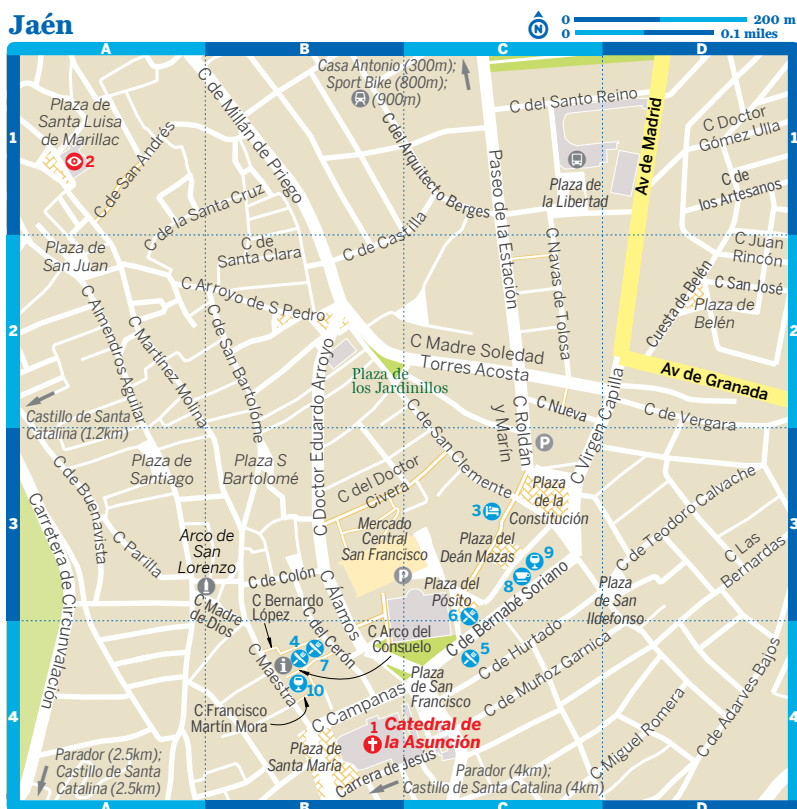 Jaén
N
0 200 m
0 0.1 miles
A
B
C
D
1
2
3
4
1
2
3
4
A
B
C
D
Casa Antonio (300m);
Sport Bike (800m);
(900m)
Plaza de
Santa Luisa
de Marillac
2
C de San Andrés
C de Millán de Priego
C del Arquitecto Berges
C del Santo Reino
Paseo de la Estación
Plaza de
la Libertad
Av de Madrid
C Doctor
Gómez Ulla
C de
los Artesanos
C de la Santa Cruz
C de
Santa Clara
C de Castilla
Plaza de
San Juan
C Navas de Tolosa
C Juan
Rincón
C San José
Cuesta de Belén
Plaza de
Belén
C Arroyo de S Pedro
C Almendros Aguilar
C Martínez Molina
C de San Bartolóme
C Doctor Eduardo Arroyo
Plaza de
los Jardinillos
C Madre Soledad
Torres Acosta
Av de Granada
Castillo de Santa
Catalina (1.2km)
C de San Clemente
C Roldán
y Marín
C Nueva
P
C Virgen Capilla
C de Vergara
Plaza de
Santiago
Plaza S
Bartolomé
C de Buenavista
Carretera de Circunvalación
C Parilla
C del Doctor
Civera
3
Plaza
de la
Constitución
Mercado
Central
San Francisco
P
Plaza del
Deán Mazas
9
8
C de Teodoro Calvache
C Las
Bernardas
Arco de
San
Lorenzo
C Madre
de Dios
C de Colón
C Bernardo
López
C Álamos
C del Cerón
Plaza del
Pósito
6
C de Bernabé Soriano
Plaza
de San
Ildefonso
C Arco del
Consuelo
4
7
i
10
C Maestra
5
C de Hurtado
C de Muñoz Garnica
Plaza
de San
Francisco
C Francisco
Martín Mora
C Campanas
Plaza de
Santa María
1 Catedral de
la Asunción
Carrera de Jesús
C Miguel Romera
C de Adarves Bajos
Parador (2.5km);
Castillo de Santa
Catalina (2.5km)
Parador (4km);
Castillo de Santa Catalina (4km)